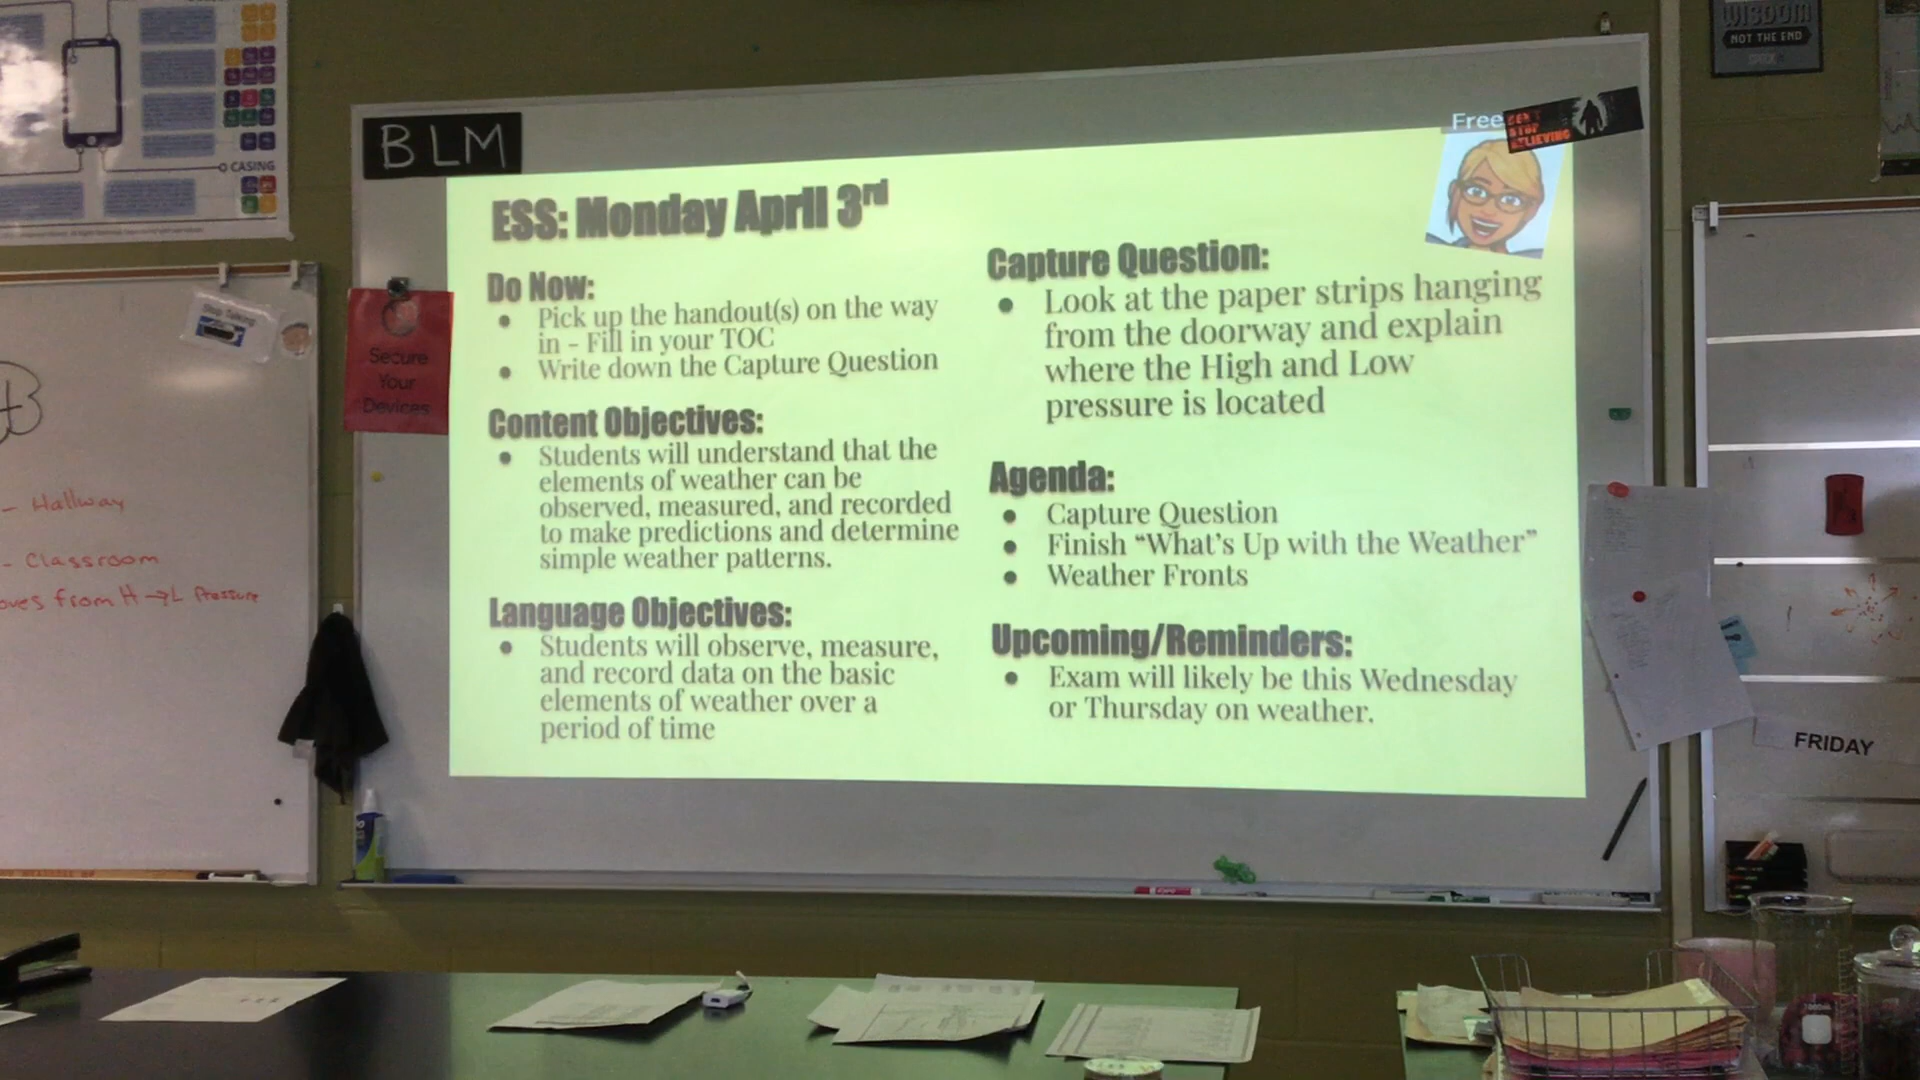 CASING
WISDOM
NOT THE END
BLM
Free
DON'T
STOP
BELIEVING
ESS: Monday April 3rd
Do Now:
● Pick up the handout(s) on the way
in - Fill in your TOC
● Write down the Capture Question
Content Objectives:
● Students will understand that the
elements of weather can be
observed, measured, and recorded
to make predictions and determine
simple weather patterns.
Language Objectives:
● Students will observe, measure,
and record data on the basic
elements of weather over a
period of time
Capture Question:
● Look at the paper strips hanging
from the doorway and explain
where the High and Low
pressure is located
Agenda:
● Capture Question
● Finish “What’s Up with the Weather”
● Weather Fronts
Upcoming/Reminders:
● Exam will likely be this Wednesday
or Thursday on weather.
Stop Talking
Secure
Your
Devices
- Hallway
- Classroom
oves from H → L Pressure
FRIDAY